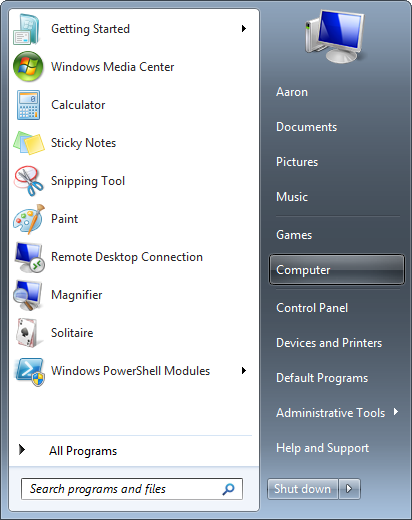 Getting Started
Windows Media Center
Calculator
Sticky Notes
Snipping Tool
Paint
Remote Desktop Connection
Magnifier
Solitaire
Windows PowerShell Modules
All Programs
Search programs and files
Aaron
Documents
Pictures
Music
Games
Computer
Control Panel
Devices and Printers
Default Programs
Administrative Tools
Help and Support
Shut down